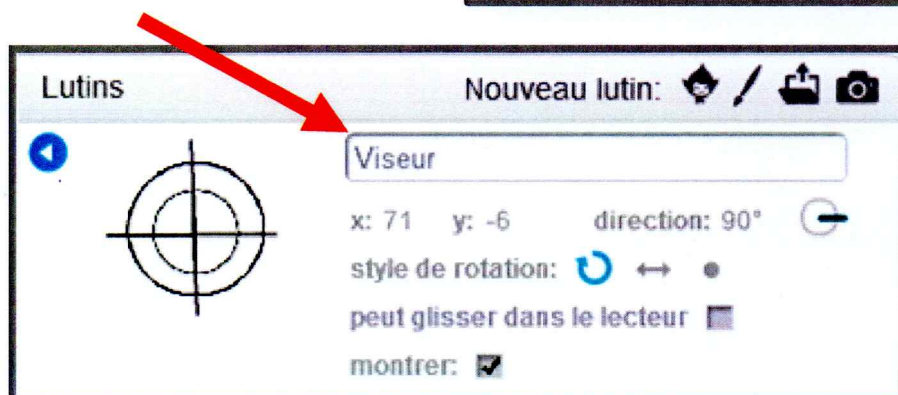 Lutins Nouveau lutin:
Viseur
x: 71 y: -6 direction: 90°
style de rotation:
peut glisser dans le lecteur
montrer: